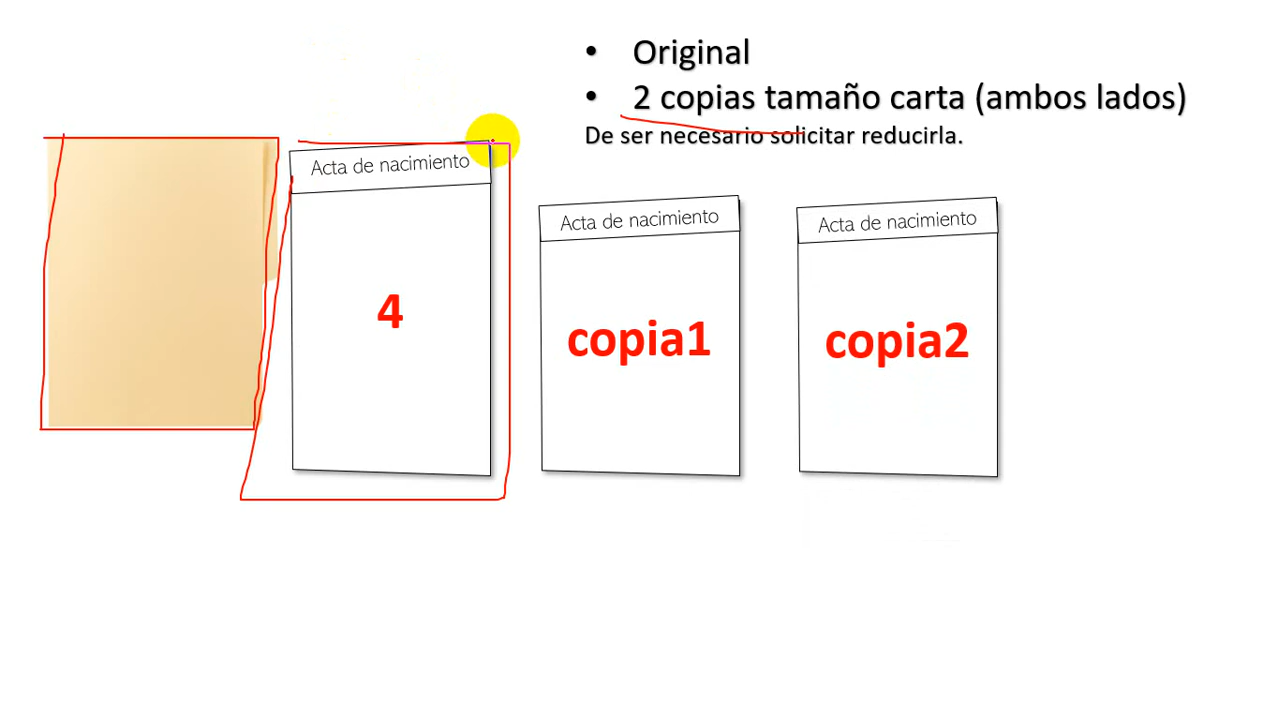 • Original
• 2 copias tamaño carta (ambos lados)
De ser necesario solicitar reducirla.
Acta de nacimiento
4
Acta de nacimiento
copia1
Acta de nacimiento
copia2